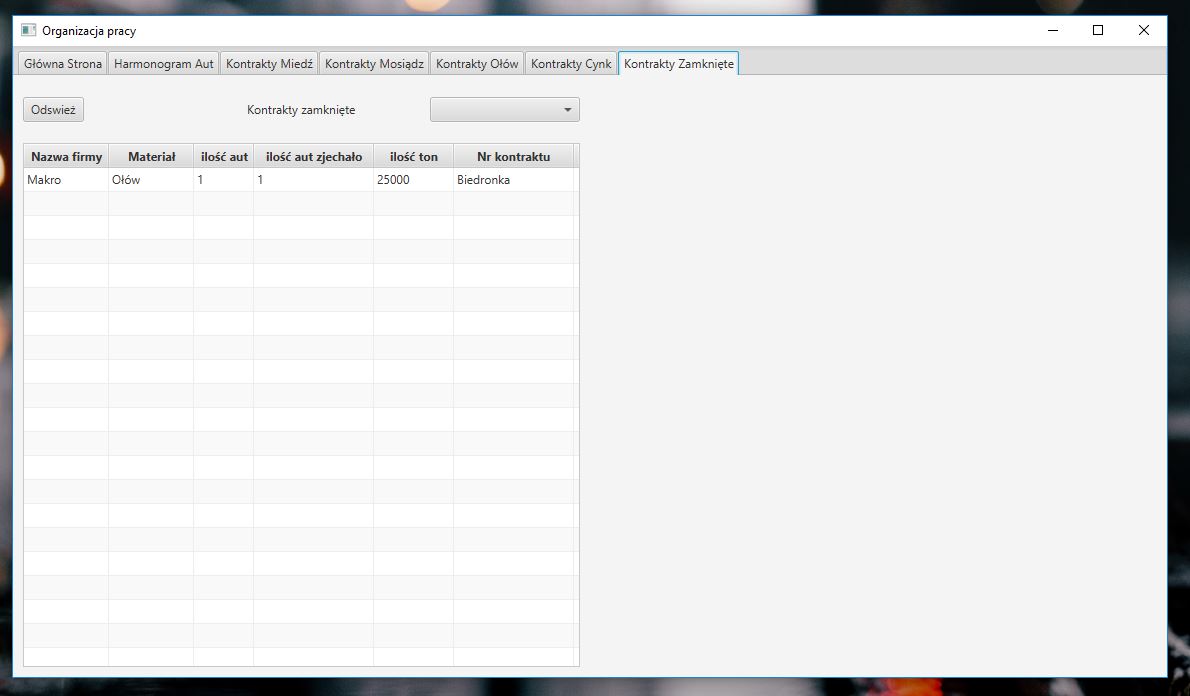 Organizacja pracy
Główna Strona Harmonogram Aut Kontrakty Miedź Kontrakty Mosiądz Kontrakty Ołów Kontrakty Cynk Kontrakty Zamknięte
Odswież Kontrakty zamknięte
Nazwa firmy Materiał ilość aut ilość aut zjechało ilość ton Nr kontraktu
Makro Ołów 1 1 25000 Biedronka